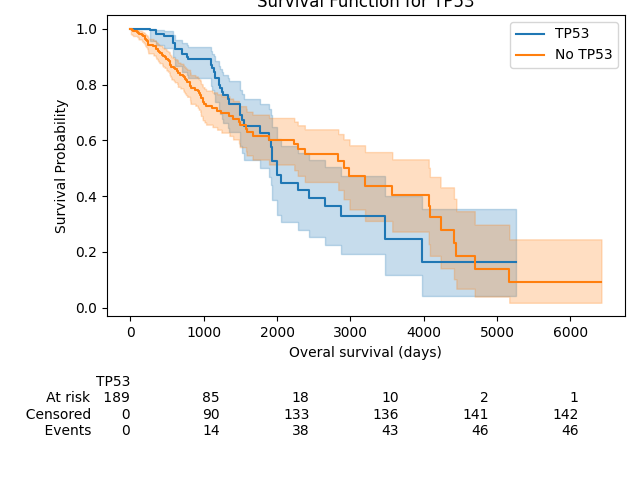 Survival Function for TP53
1.0
0.8
0.6
0.4
0.2
0.0
Survival Probability
TP53
No TP53
0 1000 2000 3000 4000 5000 6000
Overal survival (days)
TP53
At risk 189 85 18 10 2 1
Censored 0 90 133 136 141 142
Events 0 14 38 43 46 46